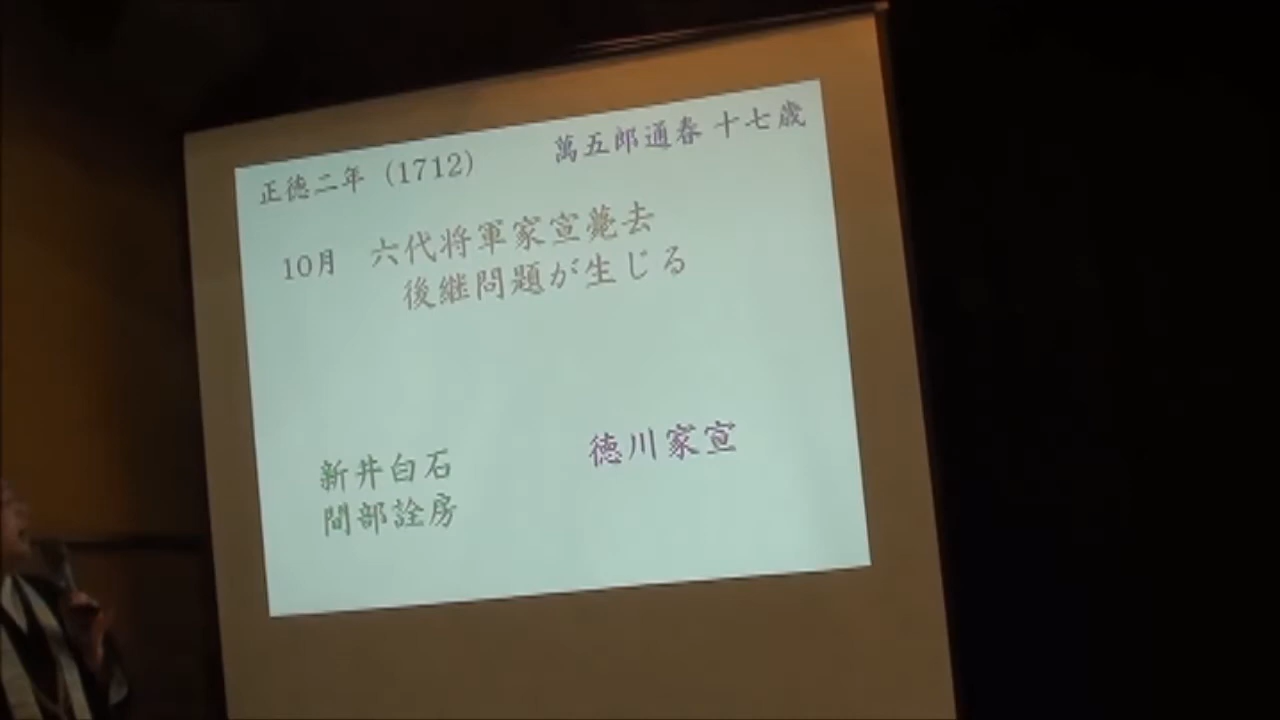 正徳二年（1712）
萬五郎通春 十七歳
10月 六代将軍家宣薨去
後継問題が生じる
新井白石
間部詮房
徳川家宣